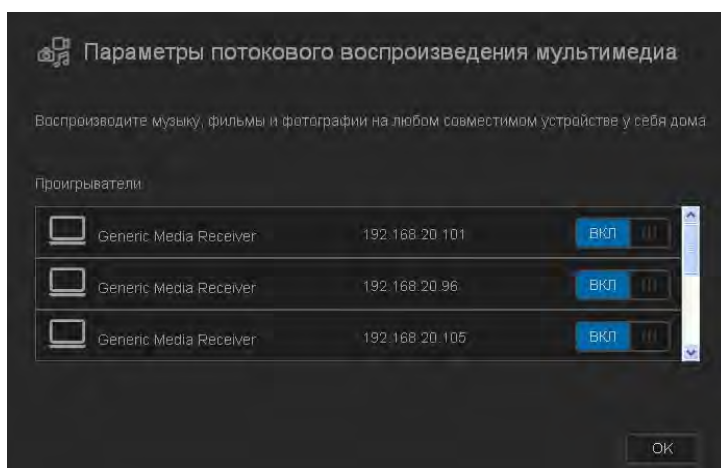 Параметры потокового воспроизведения мультимедиа
Воспроизводите музыку, фильмы и фотографии на любом совместимом устройстве у себя дома
Проигрыватели:
Generic Media Receiver 192.168.20.101 ВКЛ
Generic Media Receiver 192.168.20.96 ВКЛ
Generic Media Receiver 192.168.20.105 ВКЛ
OK